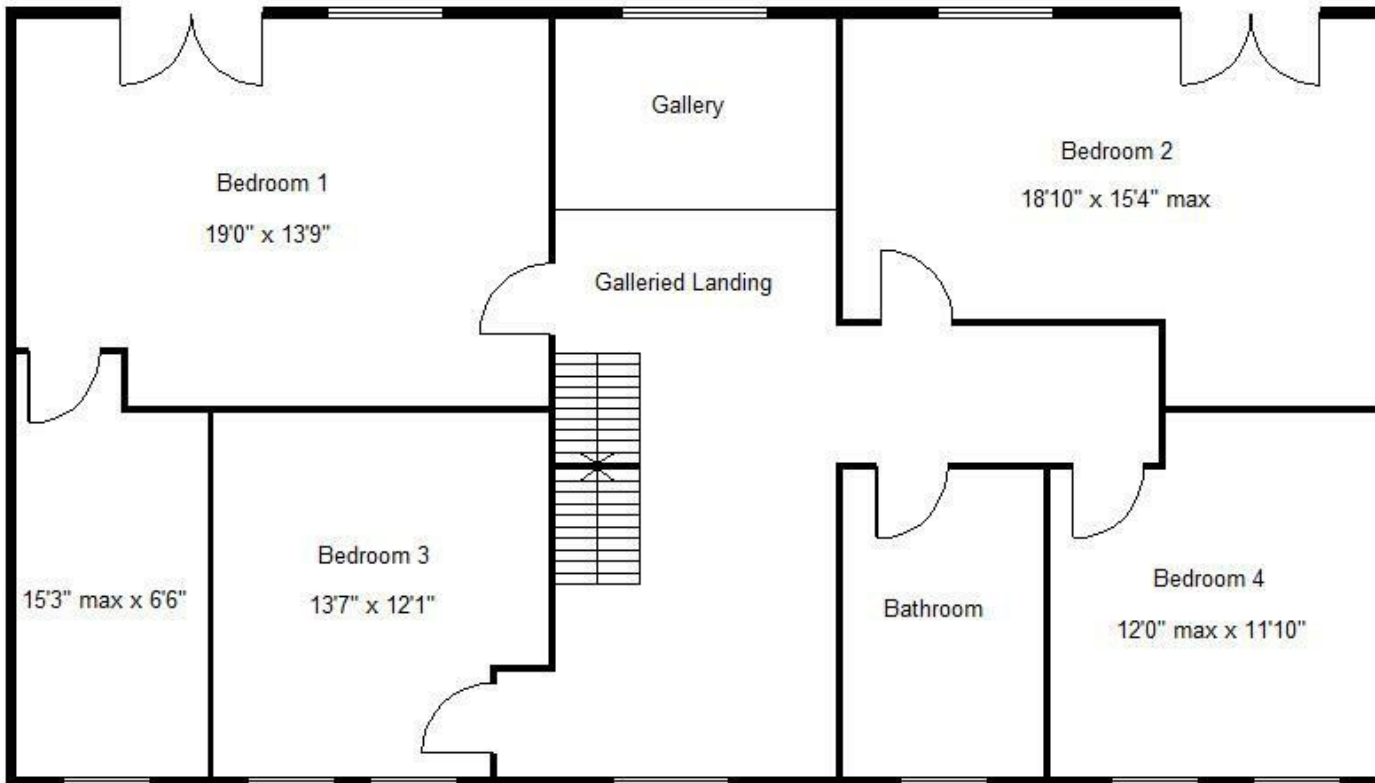 Gallery
Bedroom 1
19'0" x 13'9"
Bedroom 2
18'10" x 15'4" max
Galleried Landing
Bedroom 3
13'7" x 12'1"
15'3" max x 6'6"
Bathroom
Bedroom 4
12'0" max x 11'10"